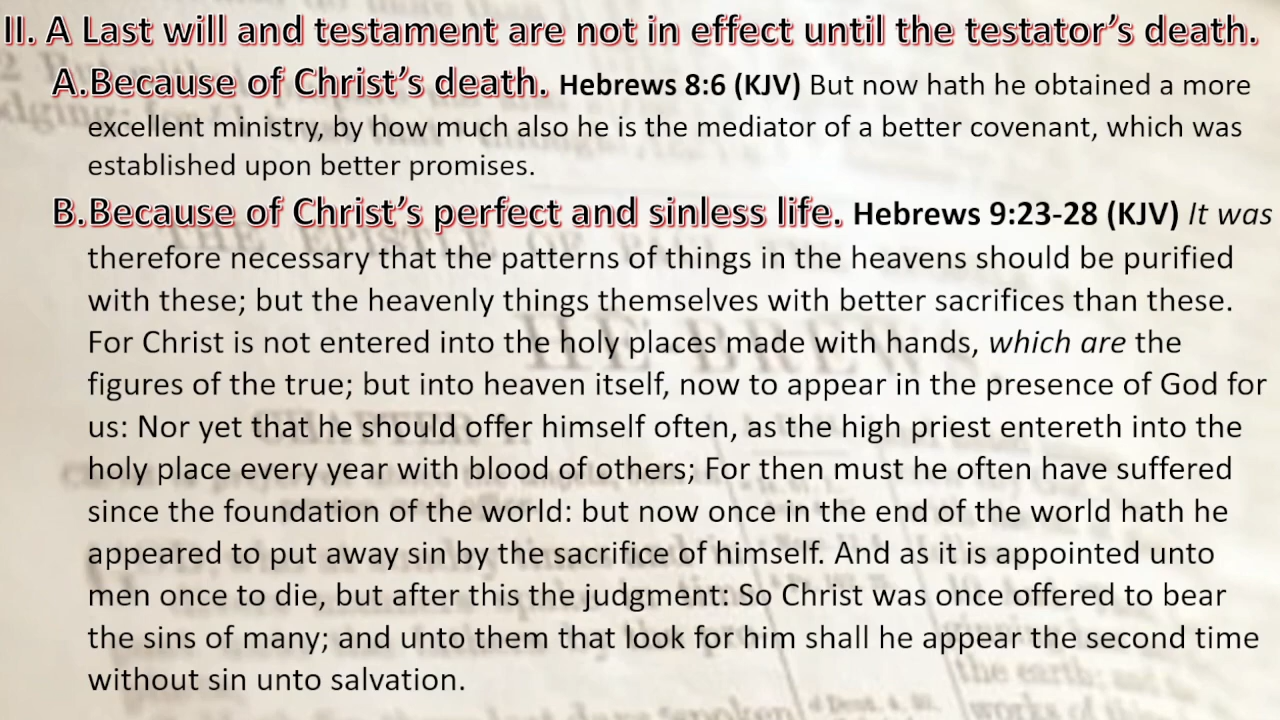 II. A Last will and testament are not in effect until the testator's death.
A.Because of Christ's death. Hebrews 8:6 (KJV) But now hath he obtained a more
excellent ministry, by how much also he is the mediator of a better covenant, which was
established upon better promises.
B.Because of Christ's perfect and sinless life. Hebrews 9:23-28 (KJV) It was
therefore necessary that the patterns of things in the heavens should be purified
with these; but the heavenly things themselves with better sacrifices than these.
For Christ is not entered into the holy places made with hands, which are the
figures of the true; but into heaven itself, now to appear in the presence of God for
us: Nor yet that he should offer himself often, as the high priest entereth into the
holy place every year with blood of others; For then must he often have suffered
since the foundation of the world: but now once in the end of the world hath he
appeared to put away sin by the sacrifice of himself. And as it is appointed unto
men once to die, but after this the judgment: So Christ was once offered to bear
the sins of many; and unto them that look for him shall he appear the second time
without sin unto salvation.
HEBREWS
the earth:
works of